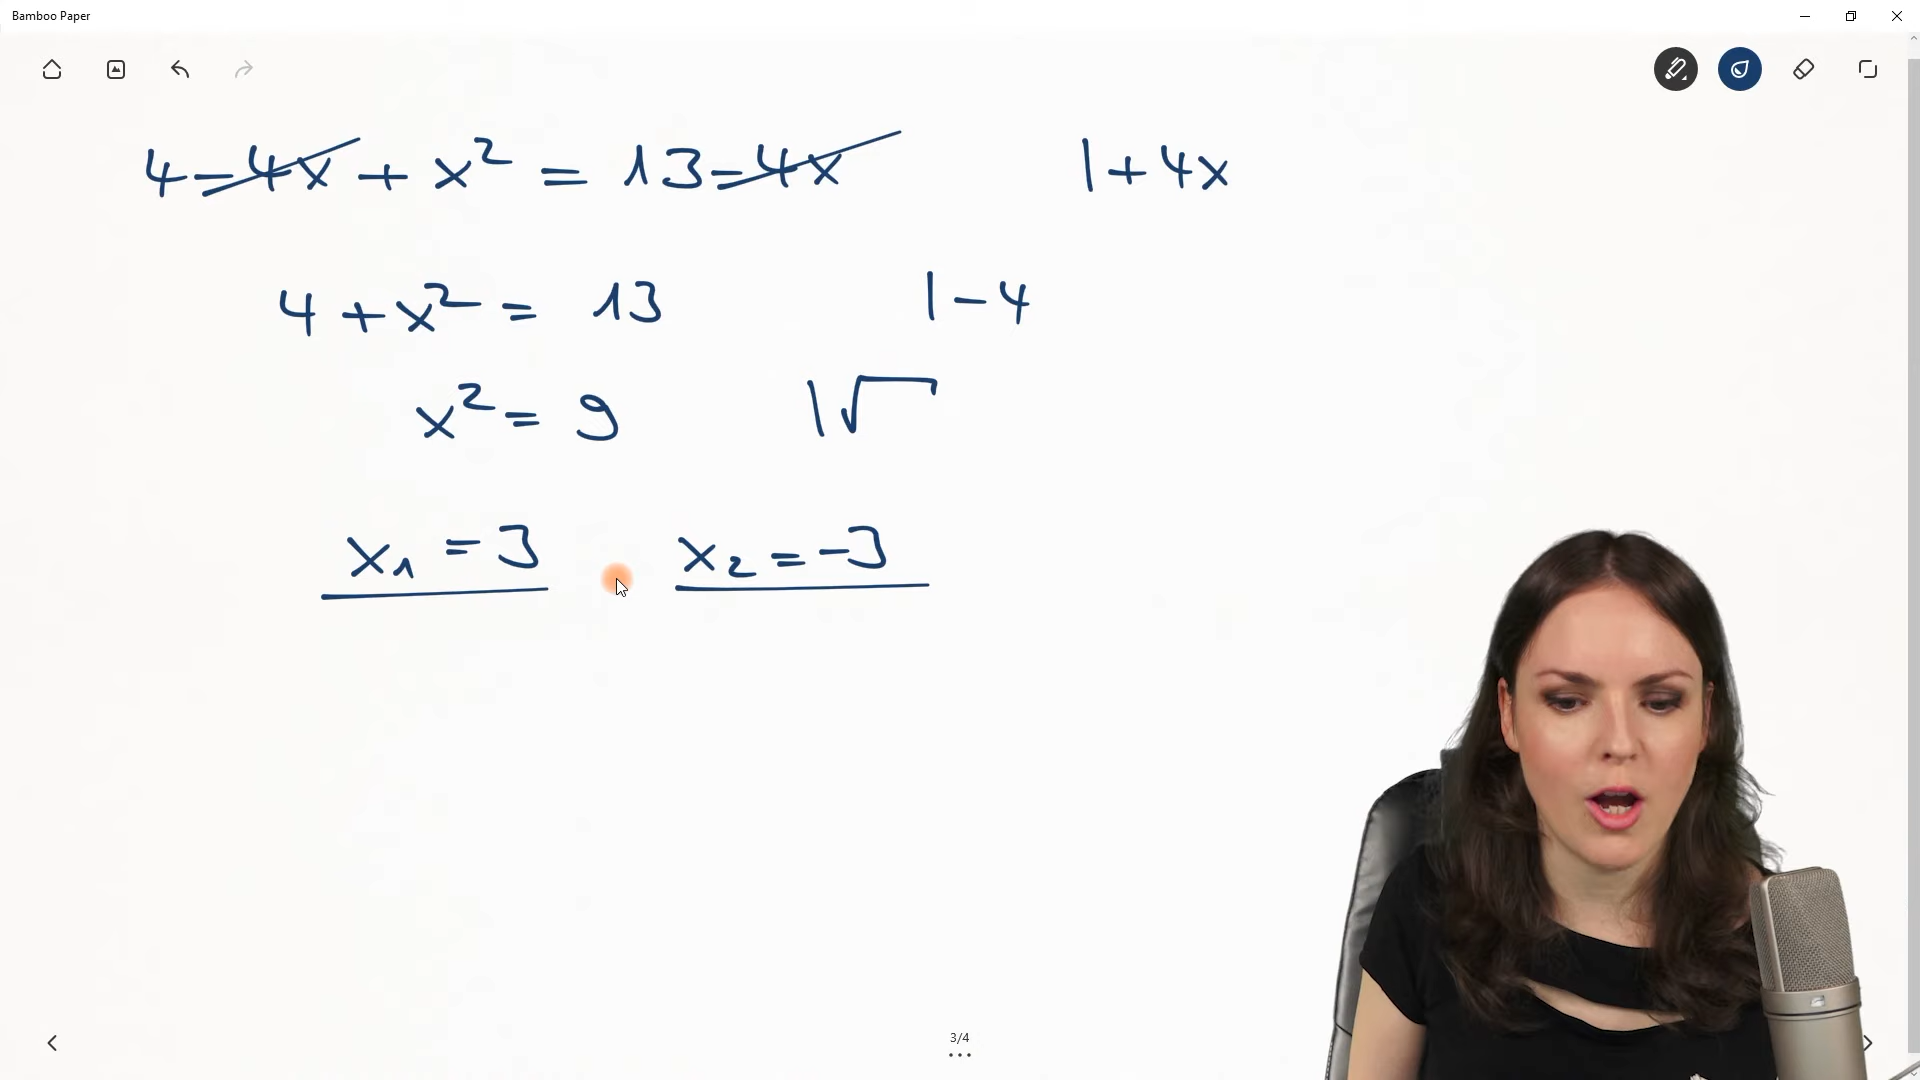 Bamboo Paper
4 - 4x + x² = 13 - 4x | + 4x
4 + x² = 13 | - 4
x² = 9 | √
x₁ = 3 x₂ = -3
3/4